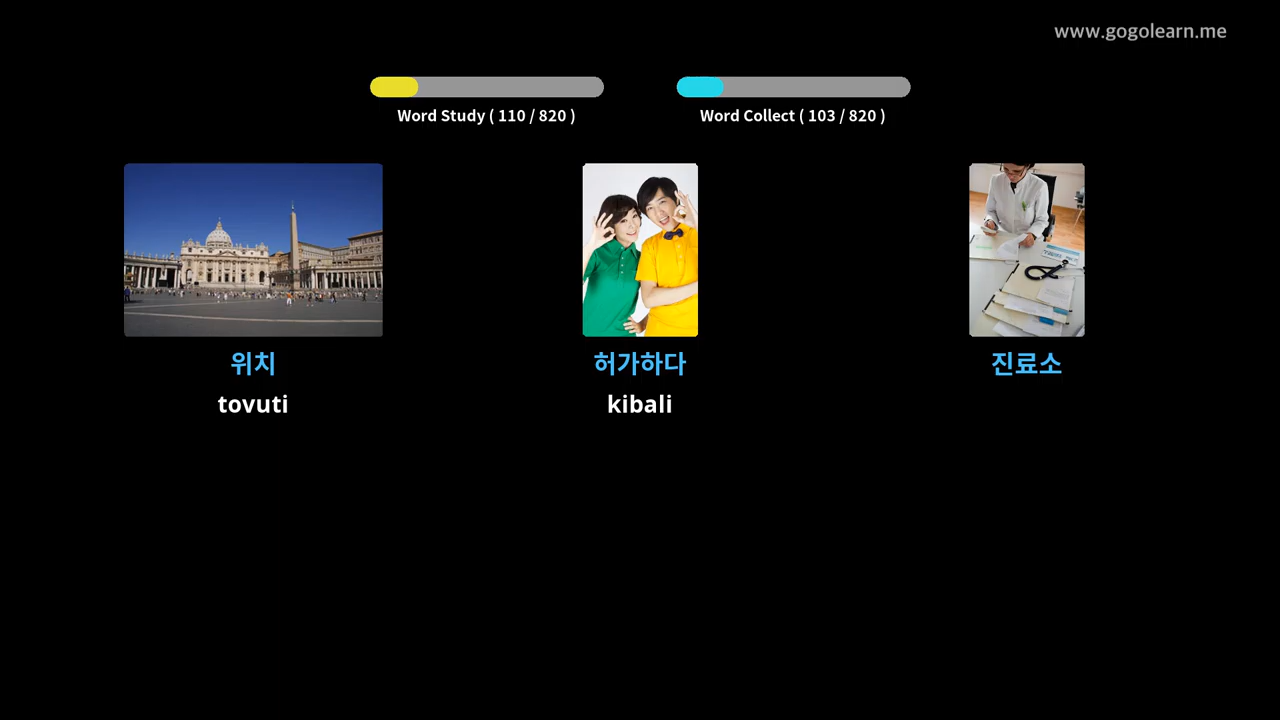 www.gogolearn.me
Word Study ( 110 / 820 )
Word Collect ( 103 / 820 )
위치
허가하다
진료소
tovuti
kibali